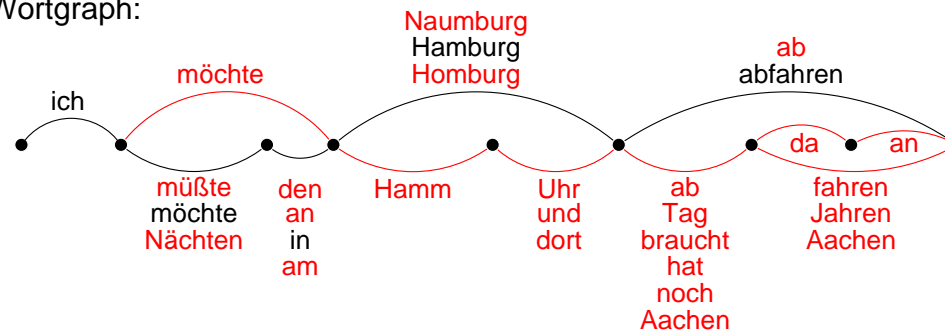 Wortgraph:
Naumburg
Hamburg
Homburg
möchte
ab
abfahren
ich
da
an
müßte
möchte
Nächten
den
an
in
am
Hamm
Uhr
und
dort
ab
Tag
braucht
hat
noch
Aachen
fahren
Jahren
Aachen